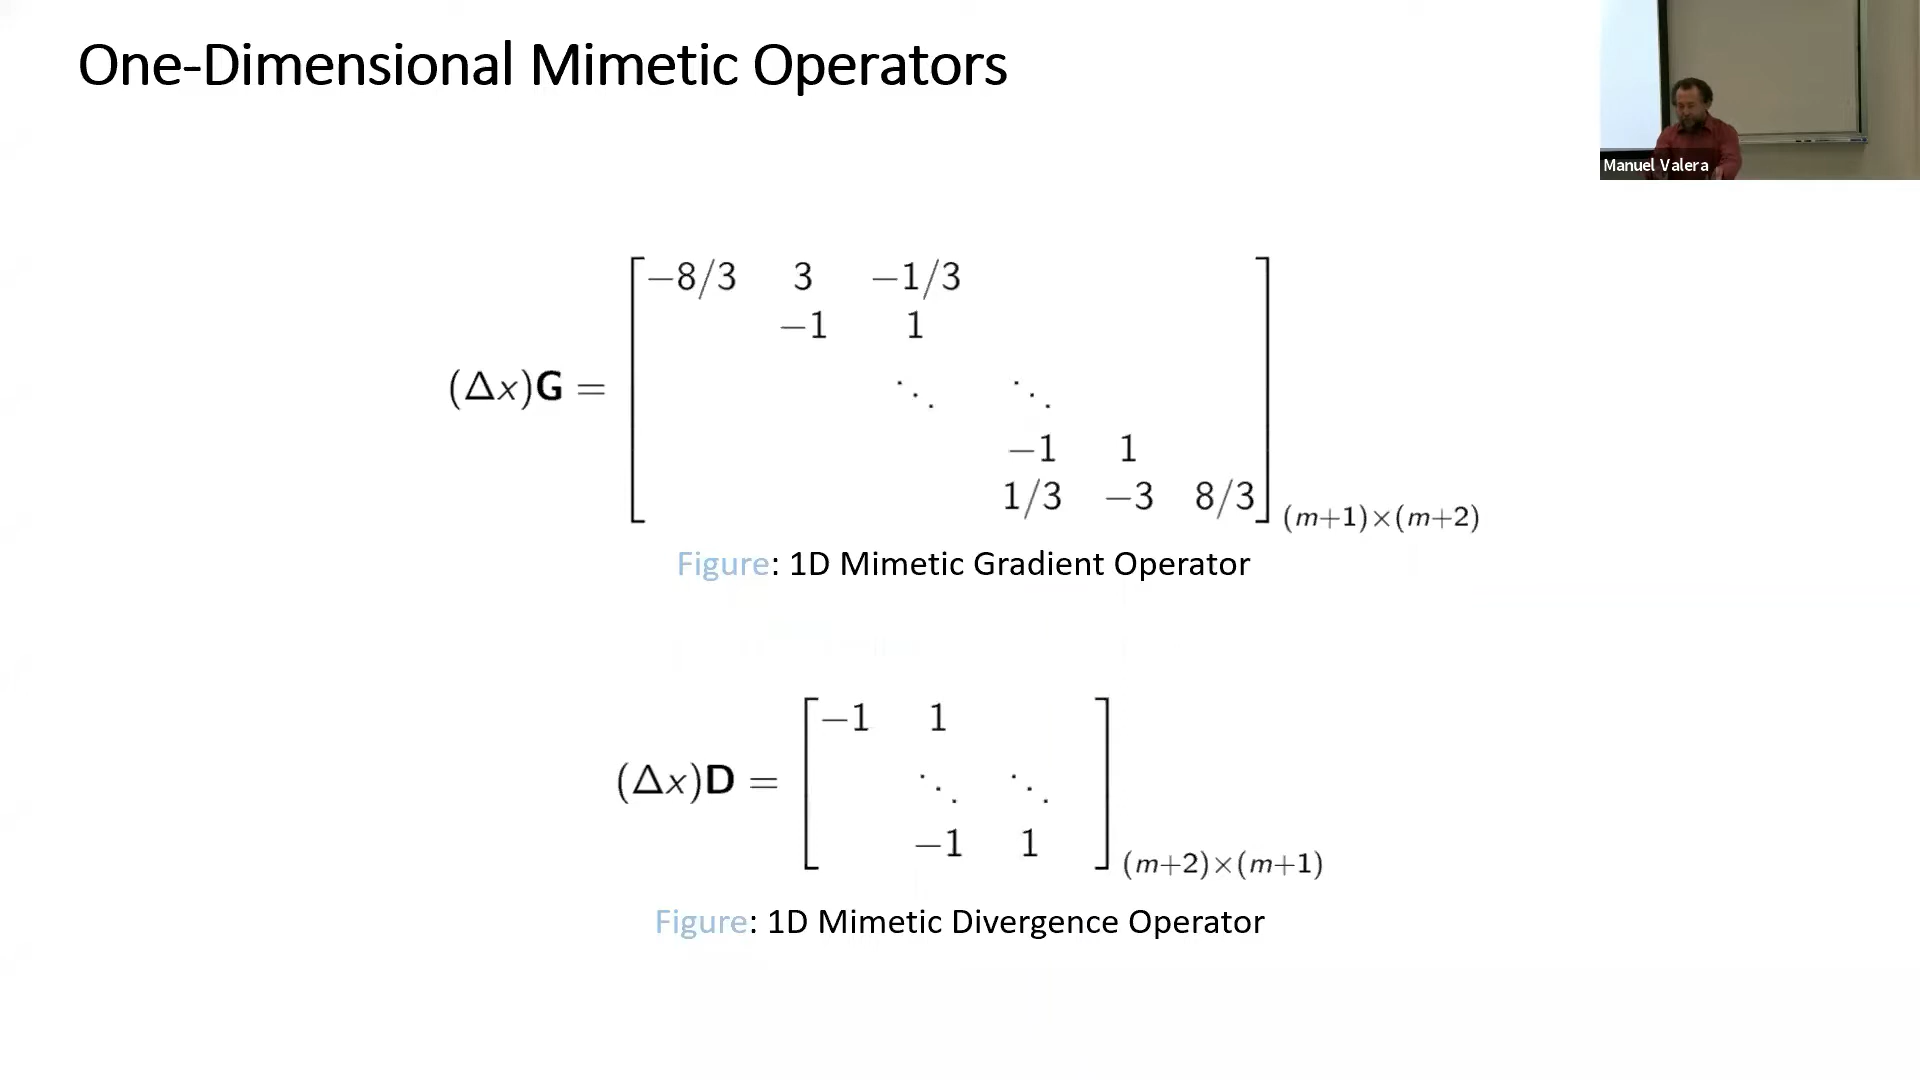 One-Dimensional Mimetic Operators
Manuel Valera
−8/3 3 −1/3
−1 1
(Δx)G = ⋱ ⋱
−1 1
1/3 −3 8/3
(m+1)×(m+2)
Figure: 1D Mimetic Gradient Operator
−1 1
(Δx)D = ⋱ ⋱
−1 1
(m+2)×(m+1)
Figure: 1D Mimetic Divergence Operator